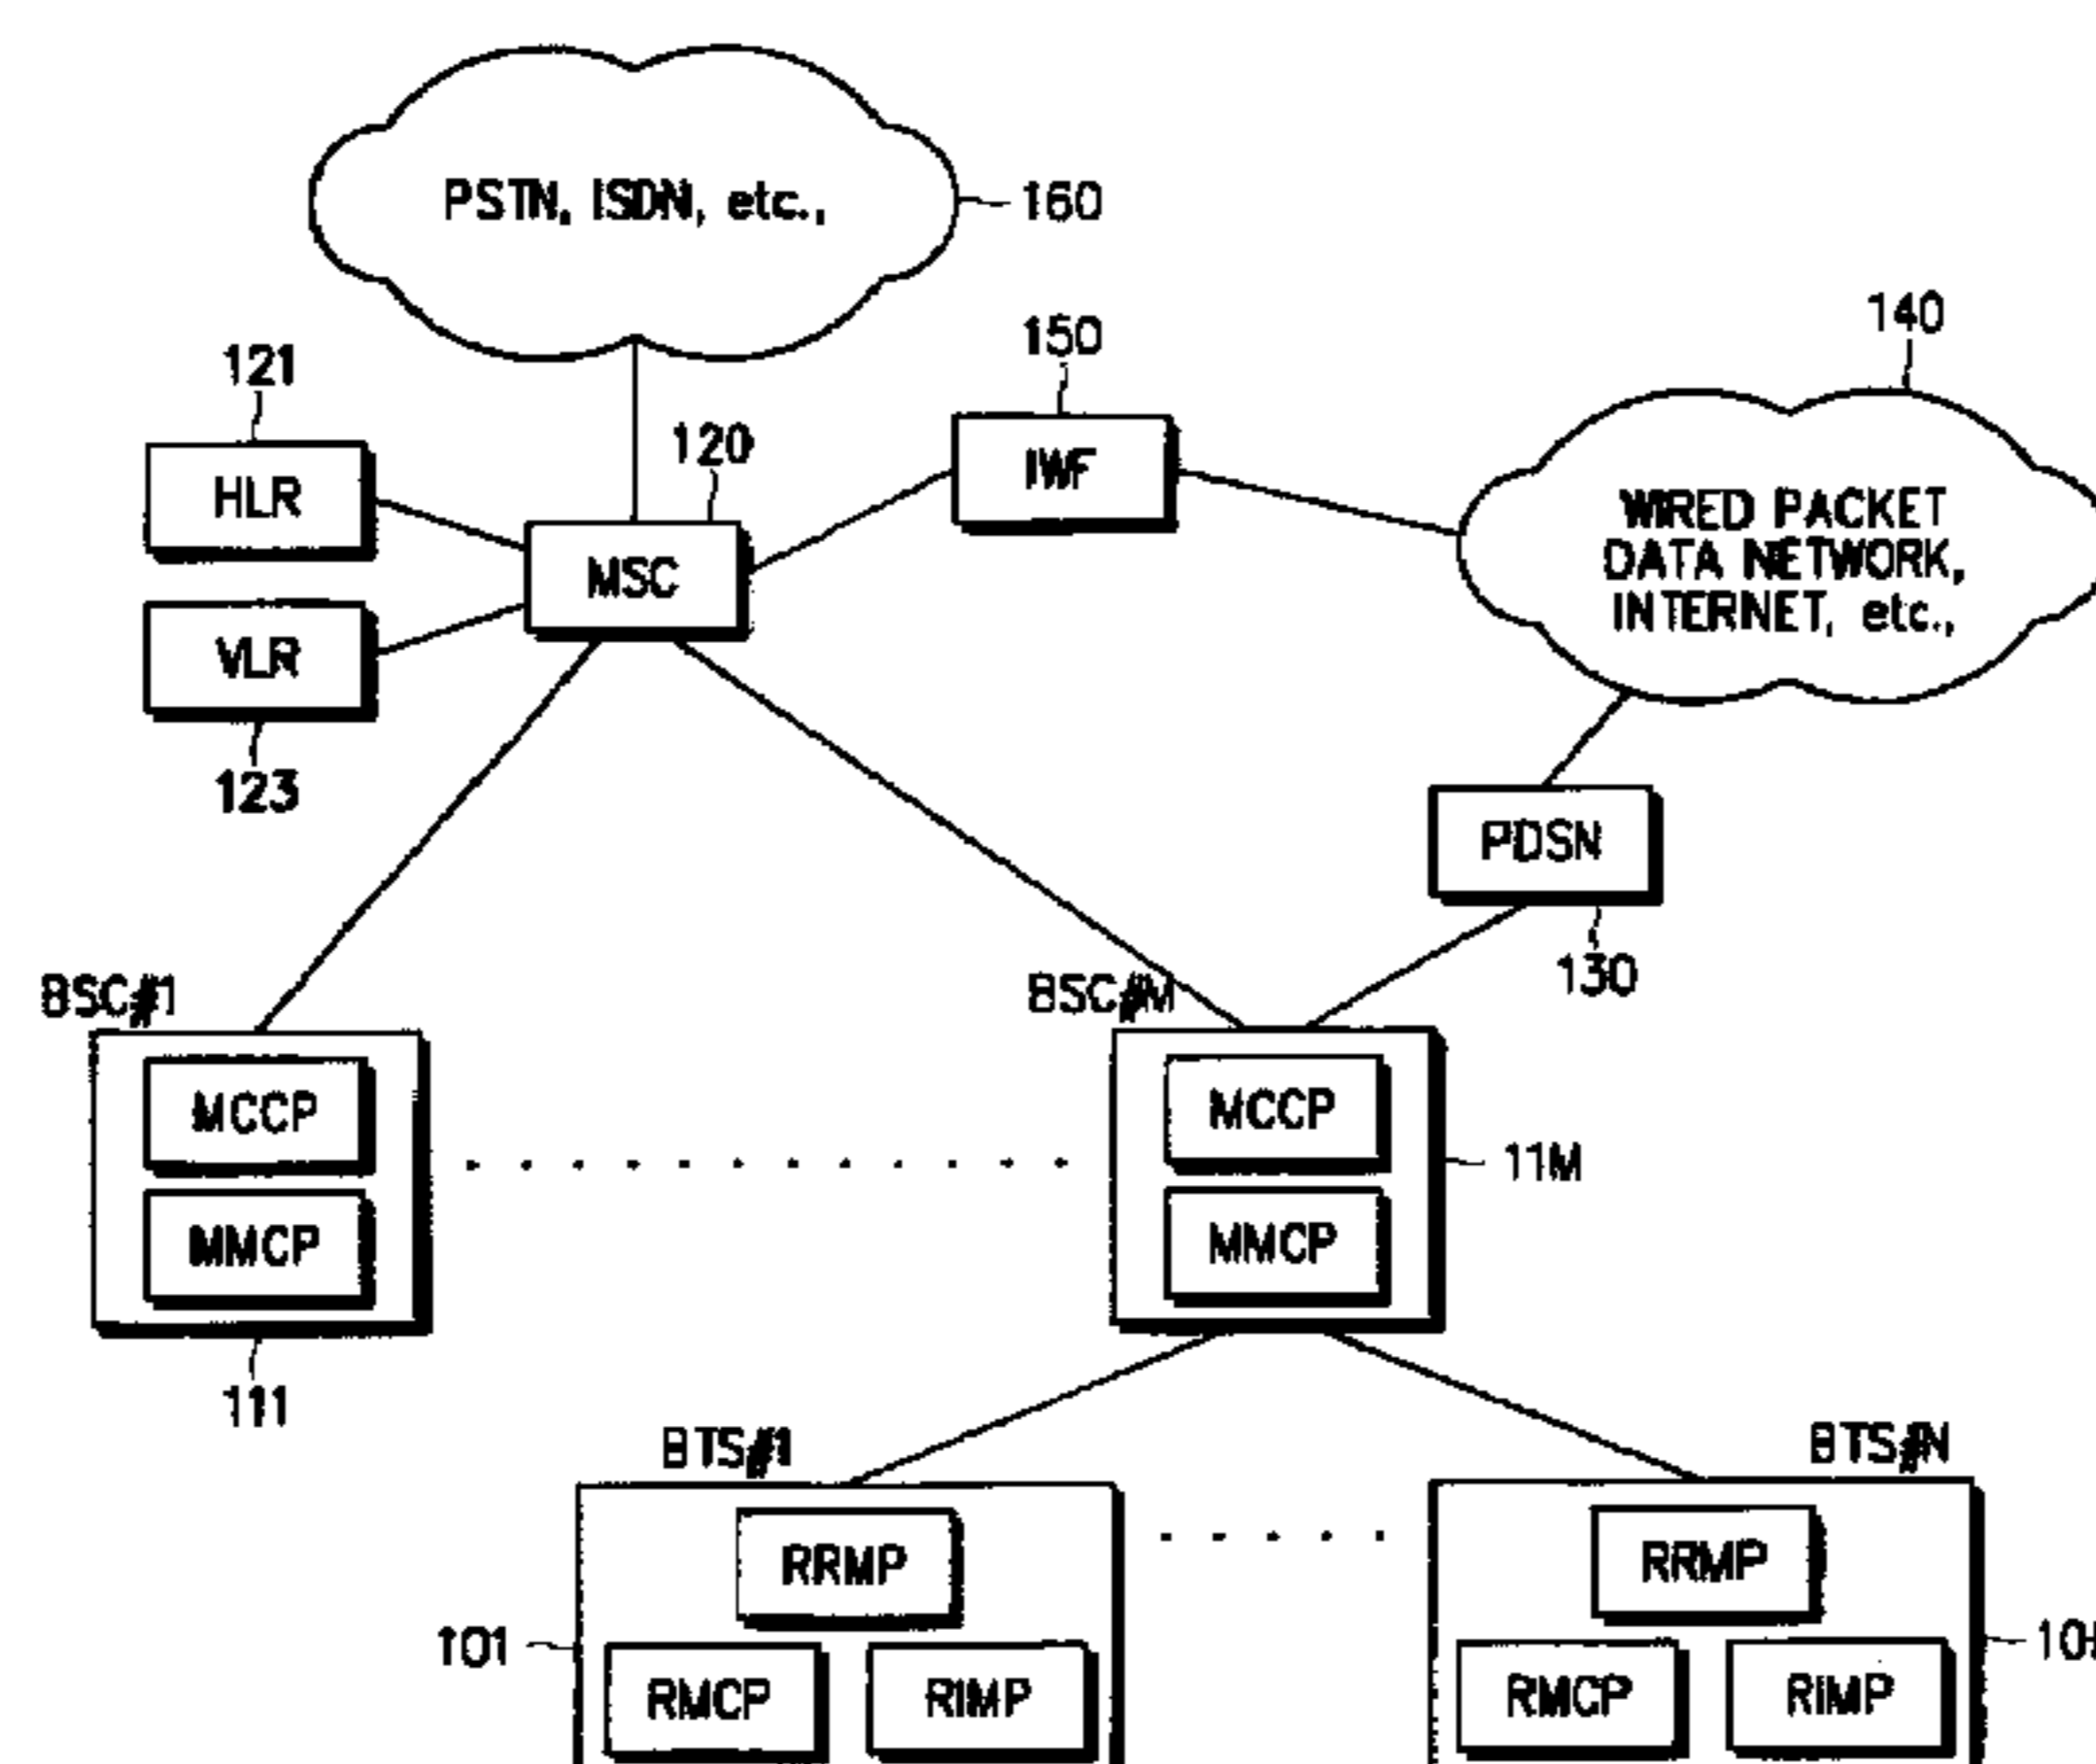 PSTN, ISDN, etc.,
160
140
150
121
120
IWF
HLR
WIRED PACKET
DATA NETWORK,
INTERNET, etc.,
MSC
VLR
123
PDSN
130
BSC#1
BSC#M
MCCP
MCCP
11M
MMCP
MMCP
111
BTS#1
BTS#N
RRMP
RRMP
101
RMCP
RIMP
RMCP
RIMP